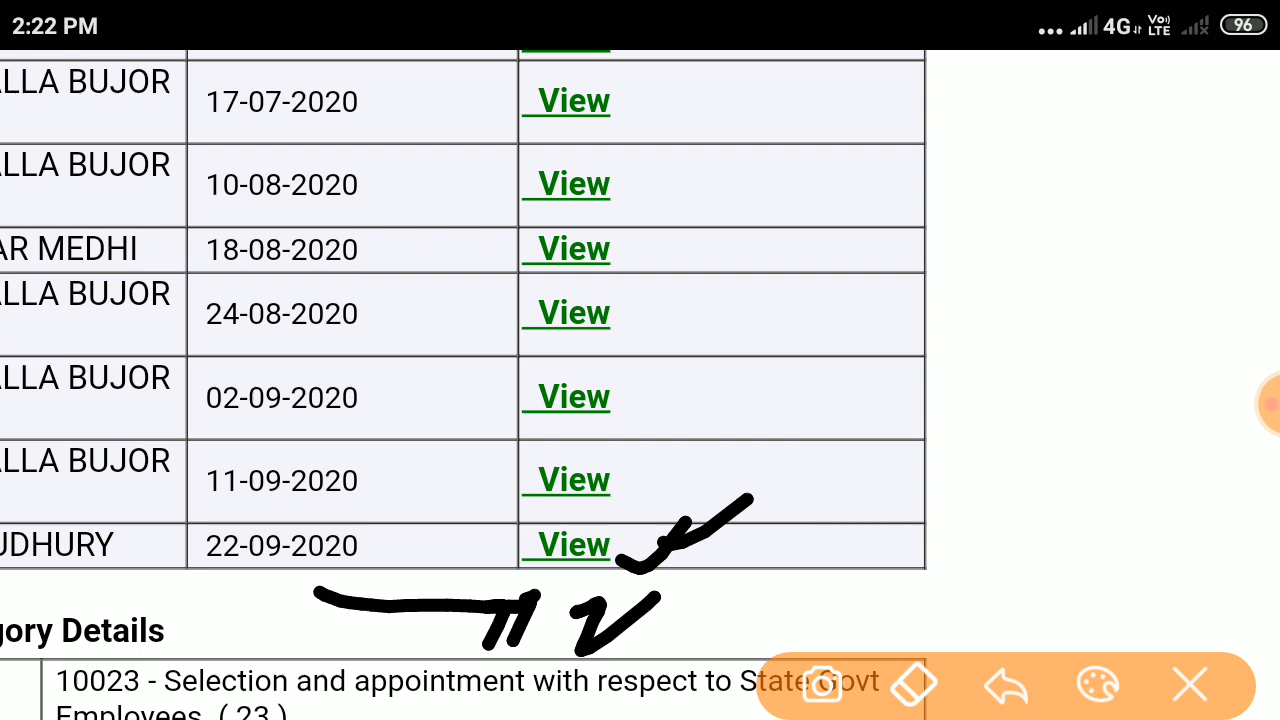 2:22 PM 4G VoD LTE 96
LLA BUJOR 17-07-2020 View
LLA BUJOR 10-08-2020 View
AR MEDHI 18-08-2020 View
LLA BUJOR 24-08-2020 View
LLA BUJOR 02-09-2020 View
LLA BUJOR 11-09-2020 View
UDHURY 22-09-2020 View
gory Details
10023 - Selection and appointment with respect to State Govt
Employees ( 23 )